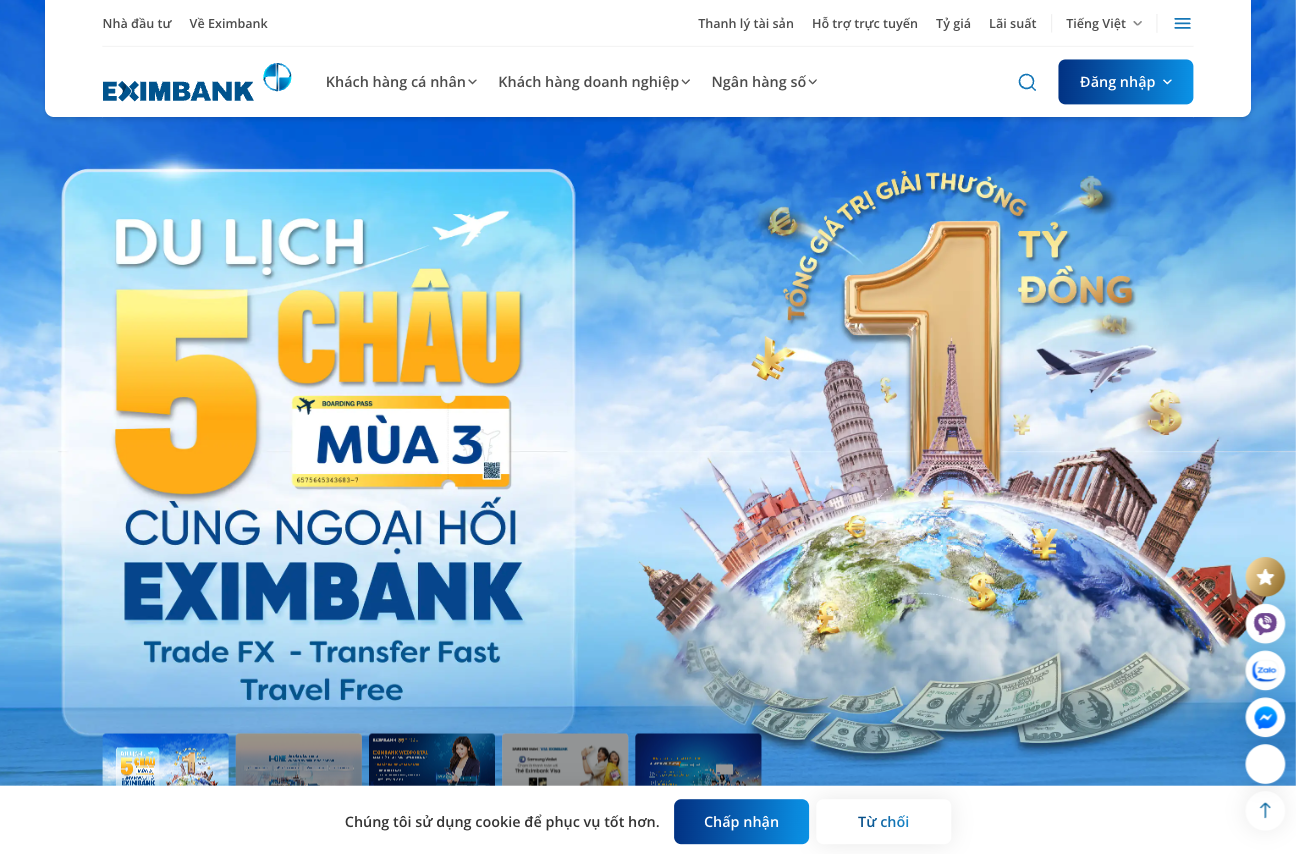 Nhà đầu tư Về Eximbank Thanh lý tài sản Hỗ trợ trực tuyến Tỷ giá Lãi suất Tiếng Việt
EXIMBANK Khách hàng cá nhân Khách hàng doanh nghiệp Ngân hàng số Đăng nhập
DU LỊCH
5 CHÂU
BOARDING PASS
MÙA 3
6575645343683-7
CÙNG NGOẠI HỐI
EXIMBANK
Trade FX - Transfer Fast
Travel Free
TỔNG GIÁ TRỊ GIẢI THƯỞNG
1 TỶ
ĐỒNG
Zalo
Chúng tôi sử dụng cookie để phục vụ tốt hơn. Chấp nhận Từ chối